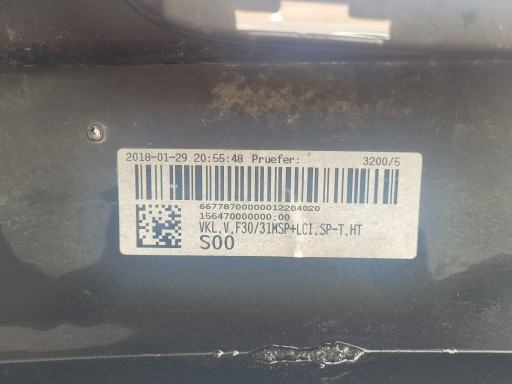 2018-01-29 20:55:48 Pruefer: 3200/5
66778700000012204020
156470000000;00
VKL,V,F30/31MSP+LCI,SP-T,HT
S00